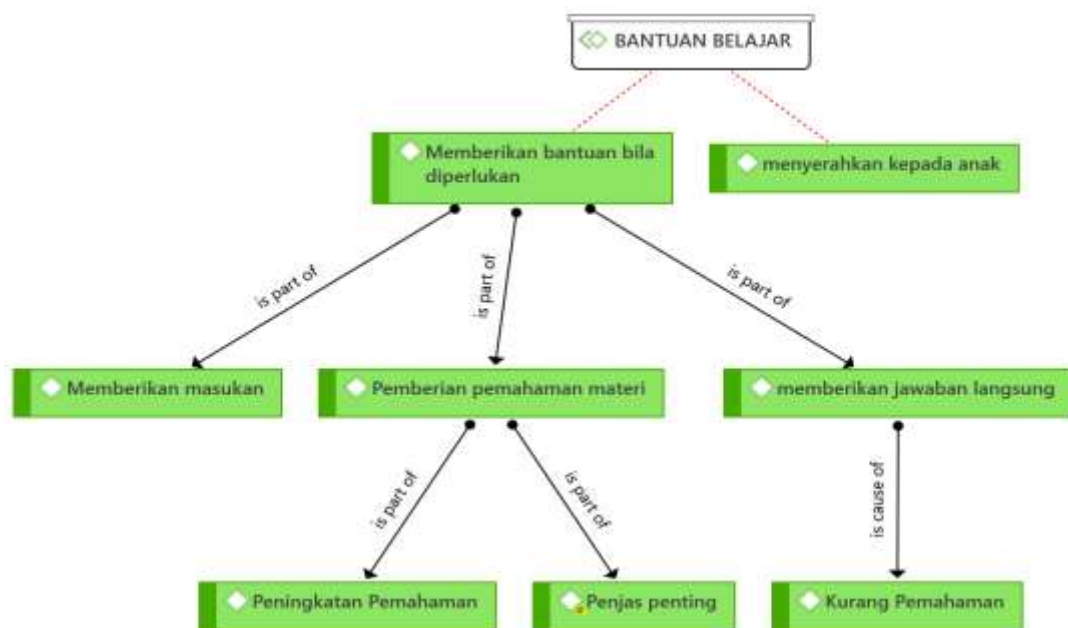 BANTUAN BELAJAR
Memberikan bantuan bila
diperlukan
menyerahkan kepada anak
is part of
is part of
is part of
Memberikan masukan
Pemberian pemahaman materi
memberikan jawaban langsung
is part of
is part of
is cause of
Peningkatan Pemahaman
Penjas penting
Kurang Pemahaman